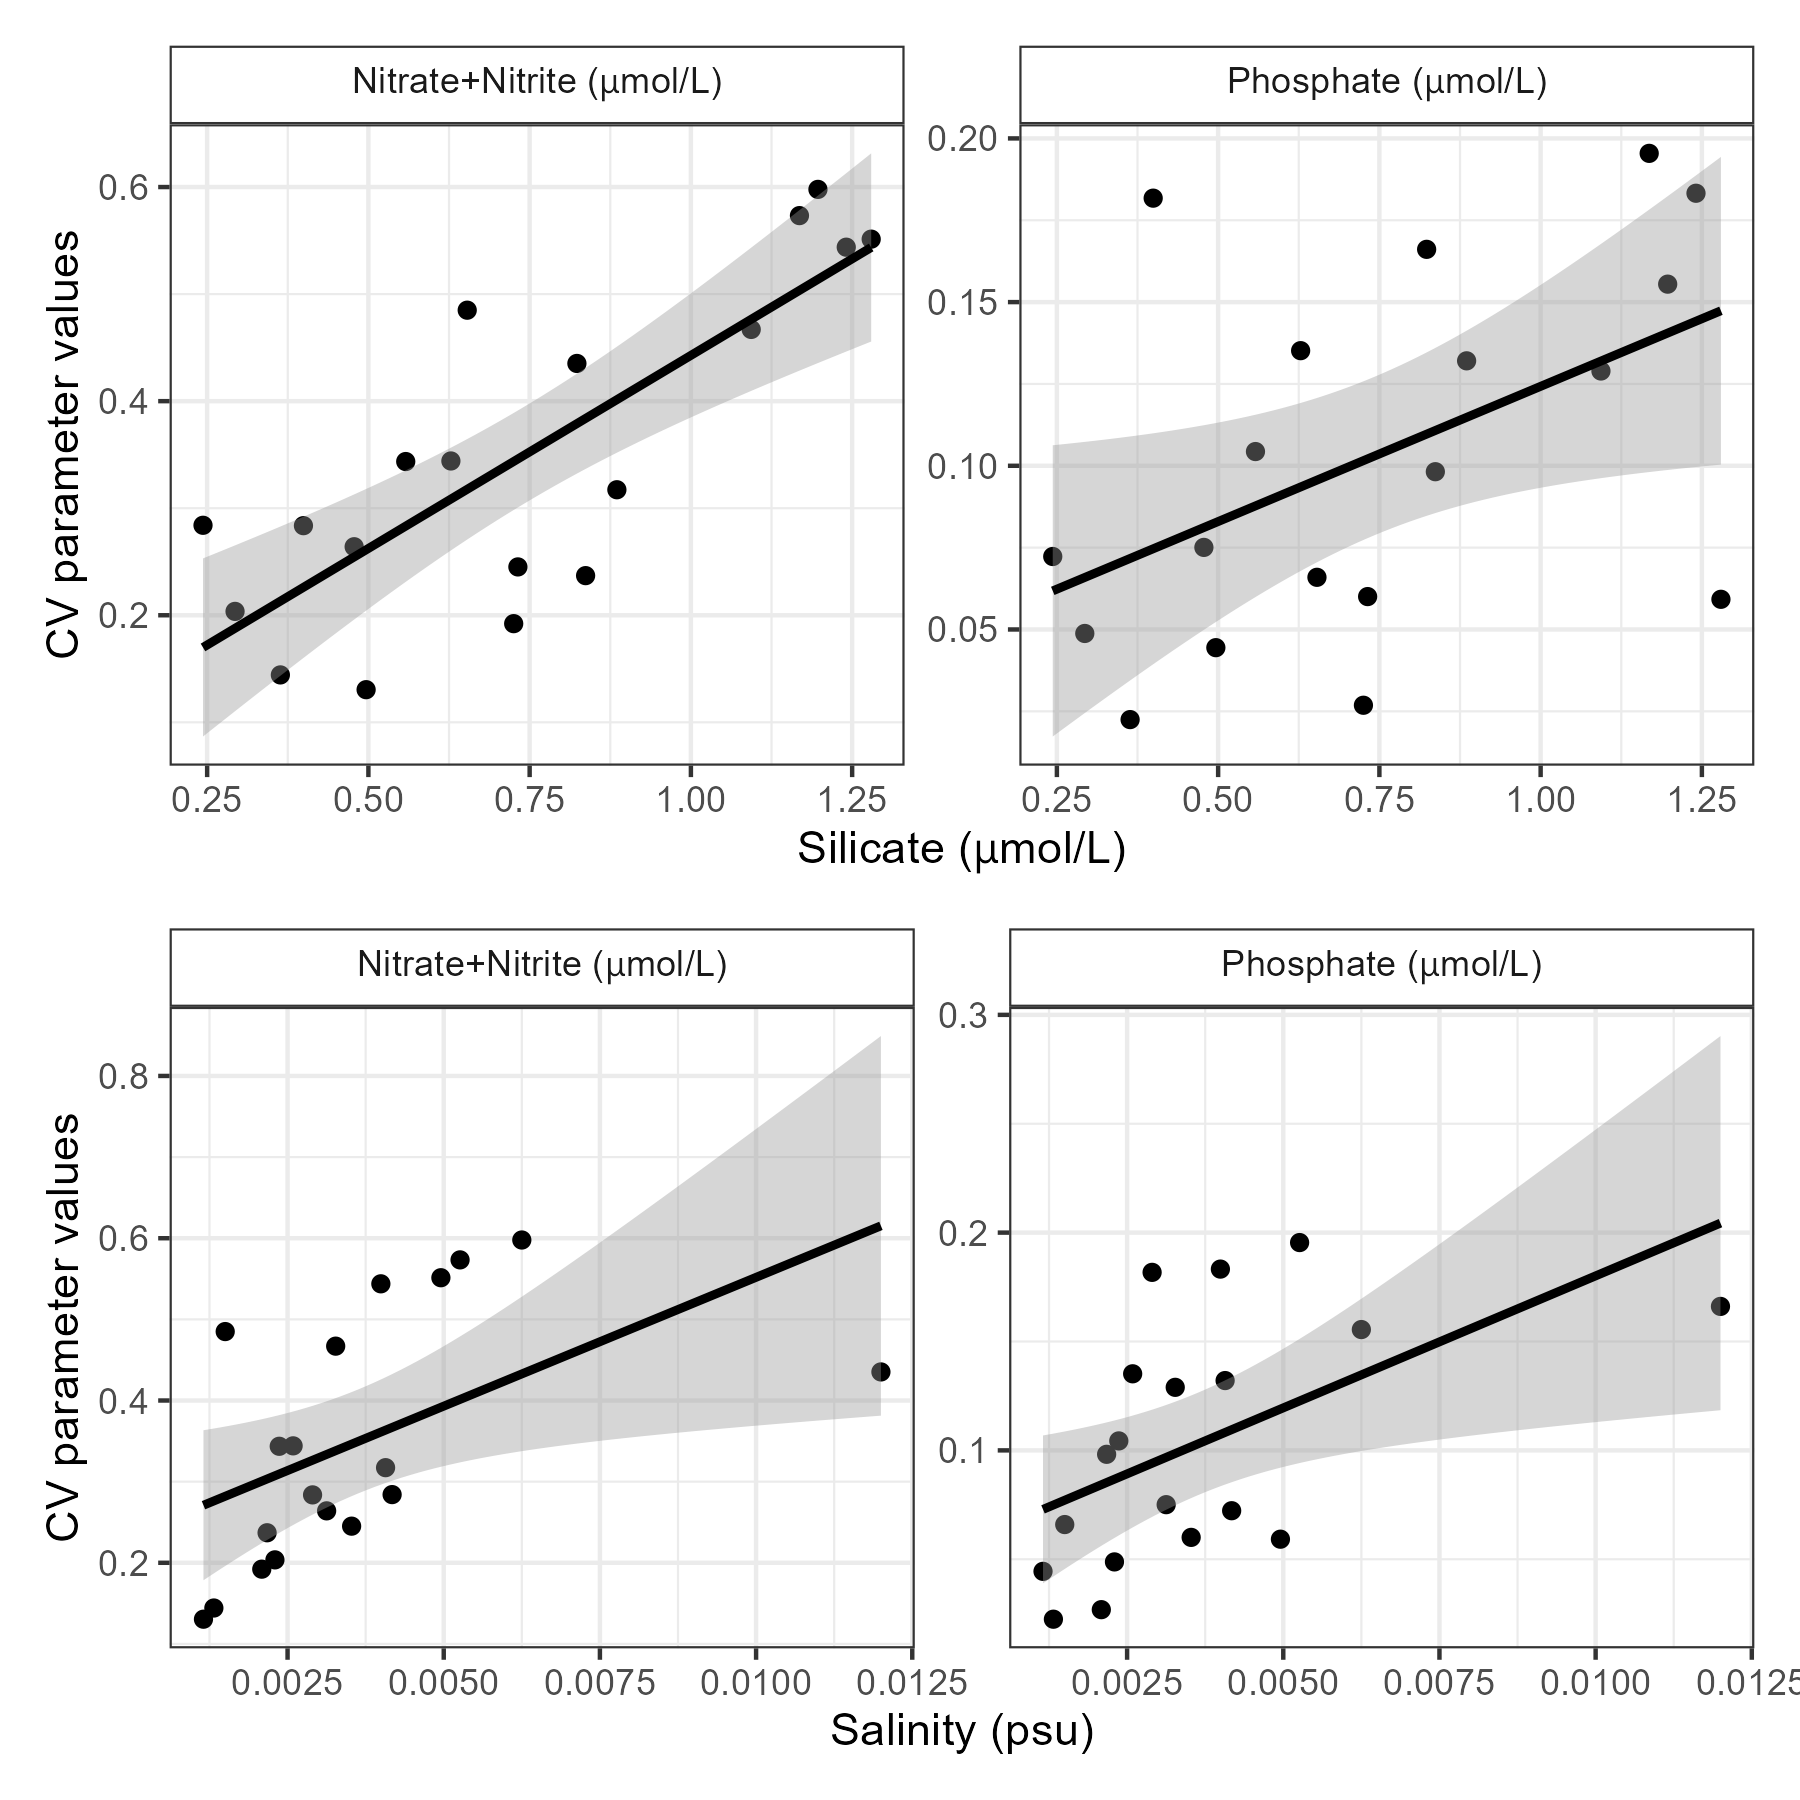 Nitrate+Nitrite (µmol/L) Phosphate (µmol/L)
CV parameter values
0.6
0.4
0.2
0.20
0.15
0.10
0.05
0.25 0.50 0.75 1.00 1.25
0.25 0.50 0.75 1.00 1.25
Silicate (µmol/L)
Nitrate+Nitrite (µmol/L) Phosphate (µmol/L)
CV parameter values
0.8
0.6
0.4
0.2
0.3
0.2
0.1
0.0025 0.0050 0.0075 0.0100 0.0125
0.0025 0.0050 0.0075 0.0100 0.0125
Salinity (psu)